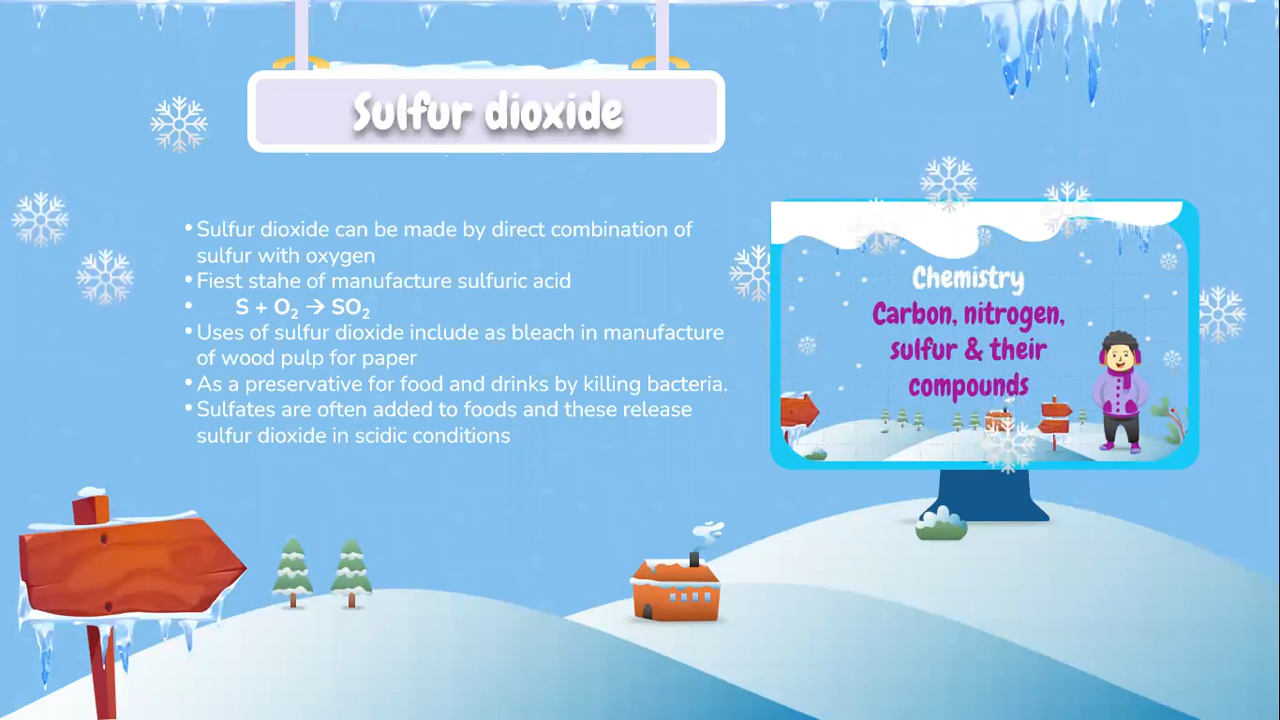 Sulfur dioxide
• Sulfur dioxide can be made by direct combination of
sulfur with oxygen
• Fiest stahe of manufacture sulfuric acid
• S + O₂ → SO₂
• Uses of sulfur dioxide include as bleach in manufacture
of wood pulp for paper
• As a preservative for food and drinks by killing bacteria.
• Sulfates are often added to foods and these release
sulfur dioxide in scidic conditions
Chemistry
Carbon, nitrogen,
sulfur & their
compounds